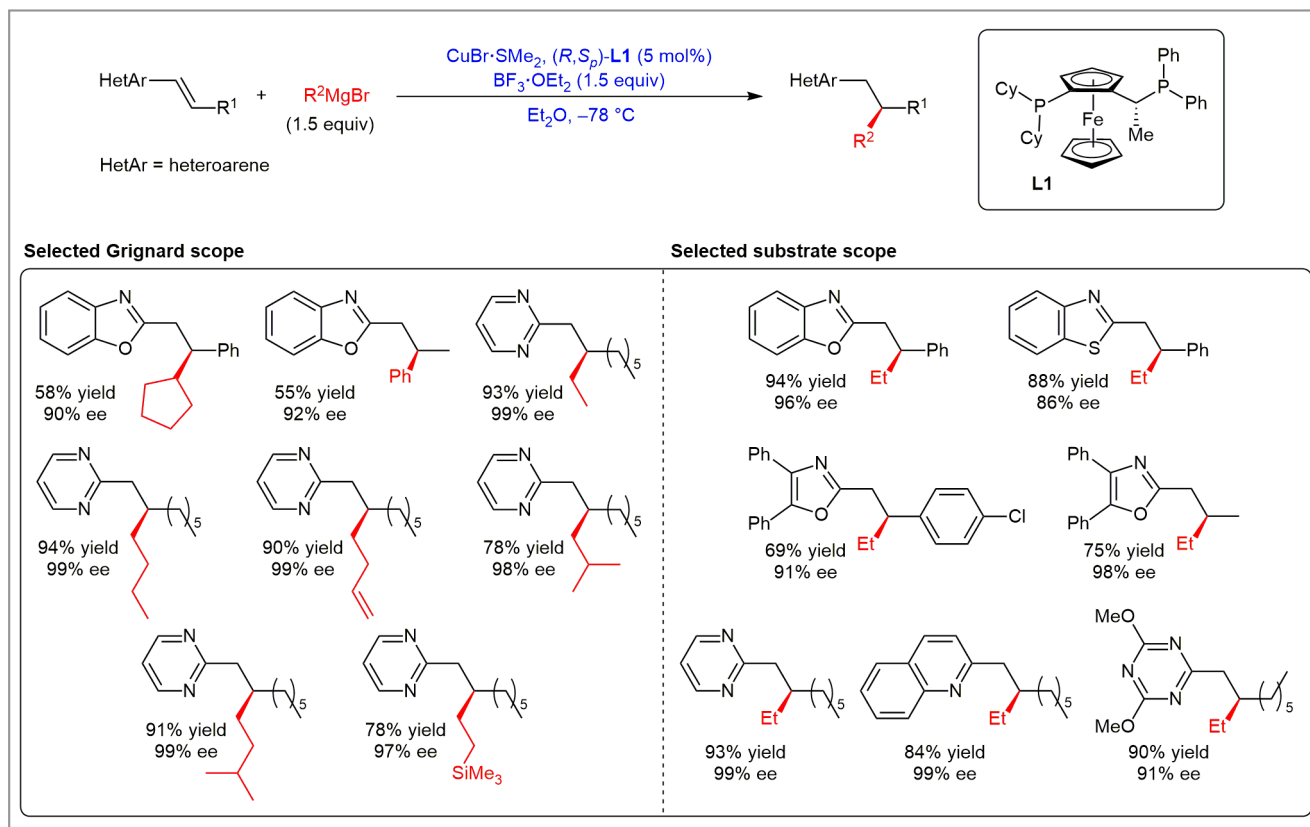 HetAr
R¹
+
R²MgBr
(1.5 equiv)
CuBr·SMe₂, (R,Sₚ)-L1 (5 mol%)
BF₃·OEt₂ (1.5 equiv)
Et₂O, –78 °C
HetAr
R¹
R²
HetAr = heteroarene
Cy
P
Cy
Fe
Ph
P
Ph
Me
L1
Selected Grignard scope
N
O
Ph
58% yield
90% ee
N
O
Ph
55% yield
92% ee
N
N
( )₅
93% yield
99% ee
N
N
( )₅
94% yield
99% ee
N
N
( )₅
90% yield
99% ee
N
N
( )₅
78% yield
98% ee
N
N
( )₅
91% yield
99% ee
N
N
( )₅
SiMe₃
78% yield
97% ee
Selected substrate scope
N
O
Ph
Et
94% yield
96% ee
N
S
Ph
Et
88% yield
86% ee
Ph
N
Ph
O
Et
Cl
69% yield
91% ee
Ph
N
Ph
O
Et
75% yield
98% ee
N
N
( )₅
Et
93% yield
99% ee
N
( )₅
Et
84% yield
99% ee
MeO
N
N
N
OMe
( )₅
Et
90% yield
91% ee